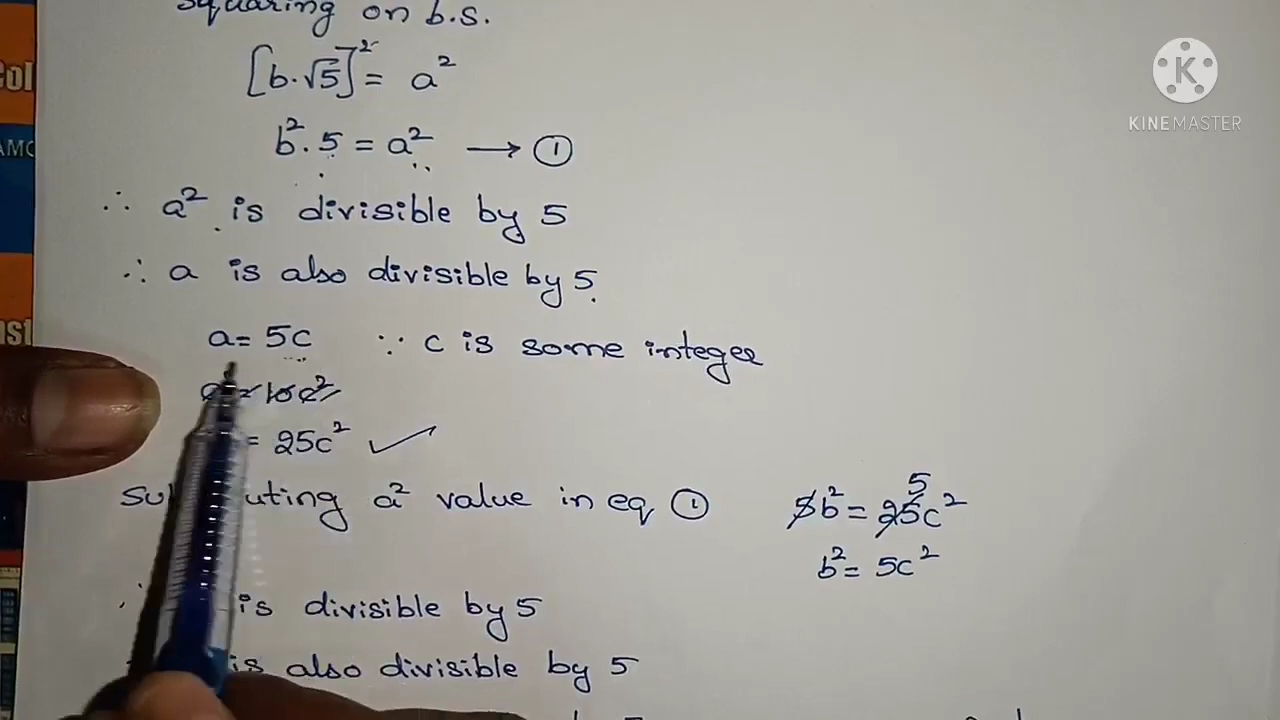 squaring on b.s.
[b.√5]² = a²
b².5 = a² → ①
∴ a² is divisible by 5
∴ a is also divisible by 5
a = 5c ∵ c is some integer
= 10c²
= 25c² ✓
a² value in eq ①
5b² = 25c² 5
b² = 5c²
is divisible by 5
is also divisible by 5
KINEMASTER
K